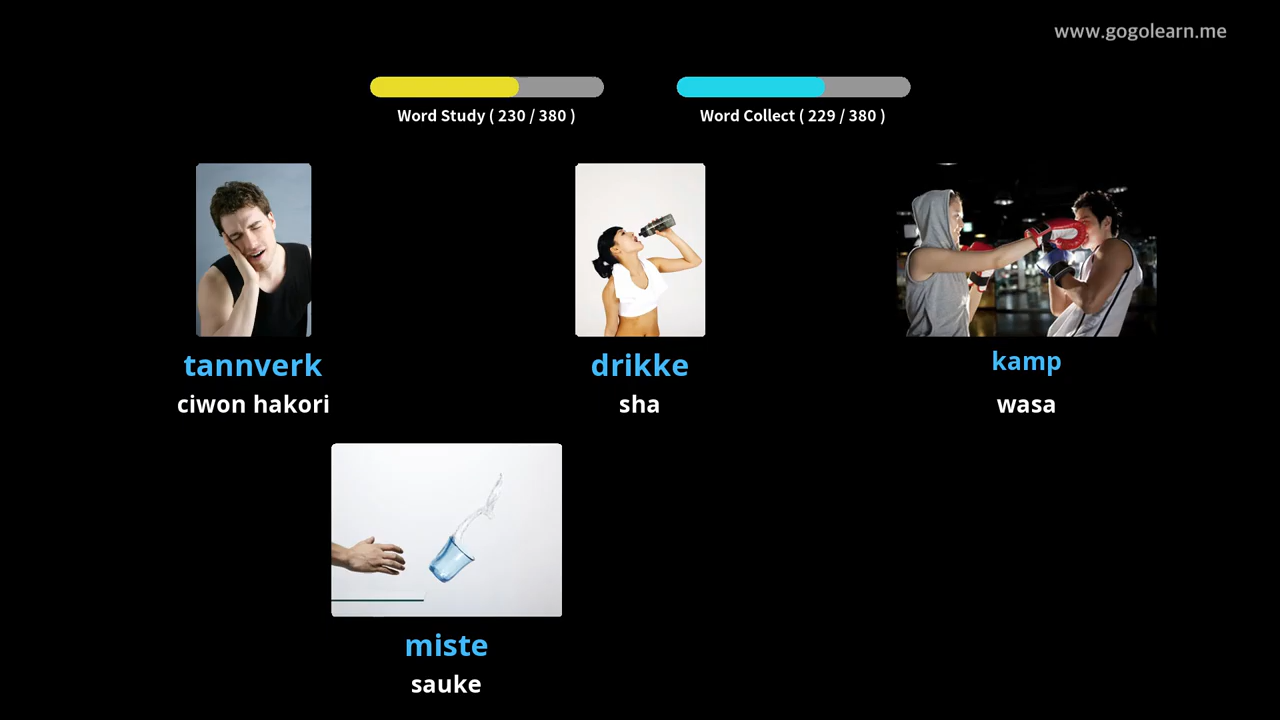 www.gogolearn.me
Word Study ( 230 / 380 )
Word Collect ( 229 / 380 )
tannverk
ciwon hakori
drikke
sha
kamp
wasa
miste
sauke